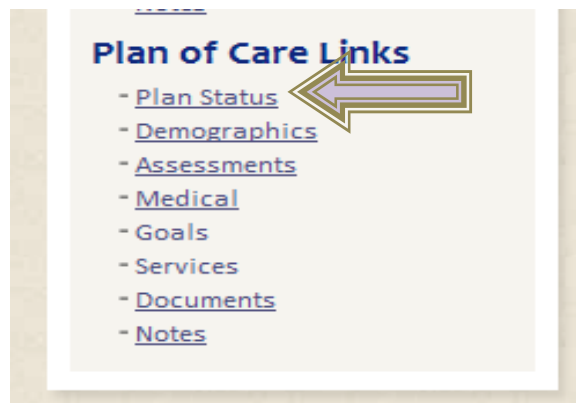 Plan of Care Links
- Plan Status
- Demographics
- Assessments
- Medical
- Goals
- Services
- Documents
- Notes